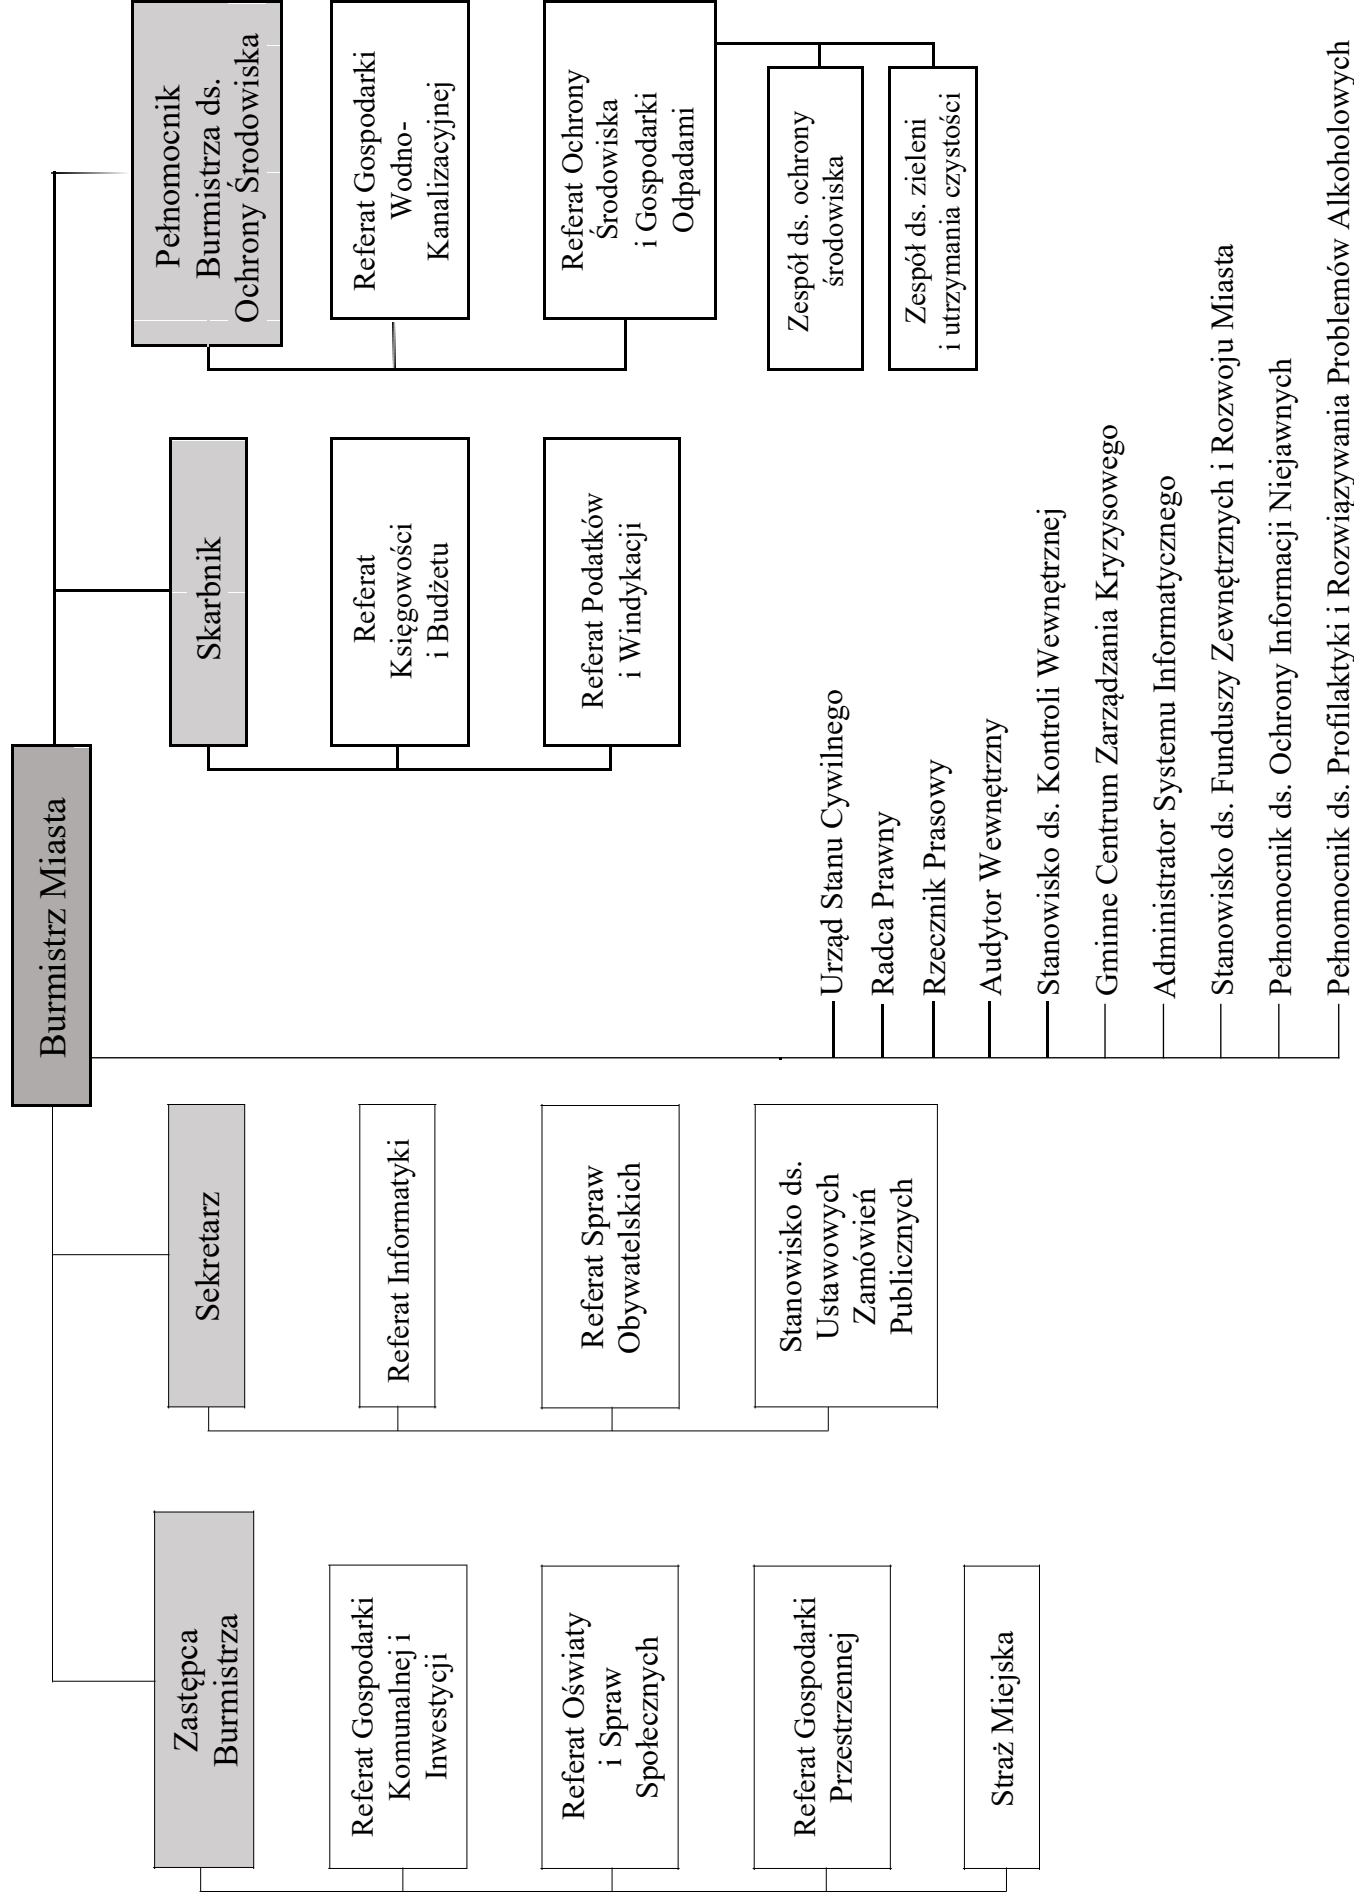 Burmistrz Miasta
Zastępca
Burmistrza
Referat Gospodarki
Komunalnej i
Inwestycji
Referat Oświaty
i Spraw
Społecznych
Referat Gospodarki
Przestrzennej
Straż Miejska
Sekretarz
Referat Informatyki
Referat Spraw
Obywatelskich
Stanowisko ds.
Ustawowych
Zamówień
Publicznych
Skarbnik
Referat
Księgowości
i Budżetu
Referat Podatków
i Windykacji
Pełnomocnik
Burmistrza ds.
Ochrony Środowiska
Referat Gospodarki
Wodno-
Kanalizacyjnej
Referat Ochrony
Środowiska
i Gospodarki
Odpadami
Zespół ds. ochrony
środowiska
Zespół ds. zieleni
i utrzymania czystości
Urząd Stanu Cywilnego
Radca Prawny
Rzecznik Prasowy
Audytor Wewnętrzny
Stanowisko ds. Kontroli Wewnętrznej
Gminne Centrum Zarządzania Kryzysowego
Administrator Systemu Informatycznego
Stanowisko ds. Funduszy Zewnętrznych i Rozwoju Miasta
Pełnomocnik ds. Ochrony Informacji Niejawnych
Pełnomocnik ds. Profilaktyki i Rozwiązywania Problemów Alkoholowych